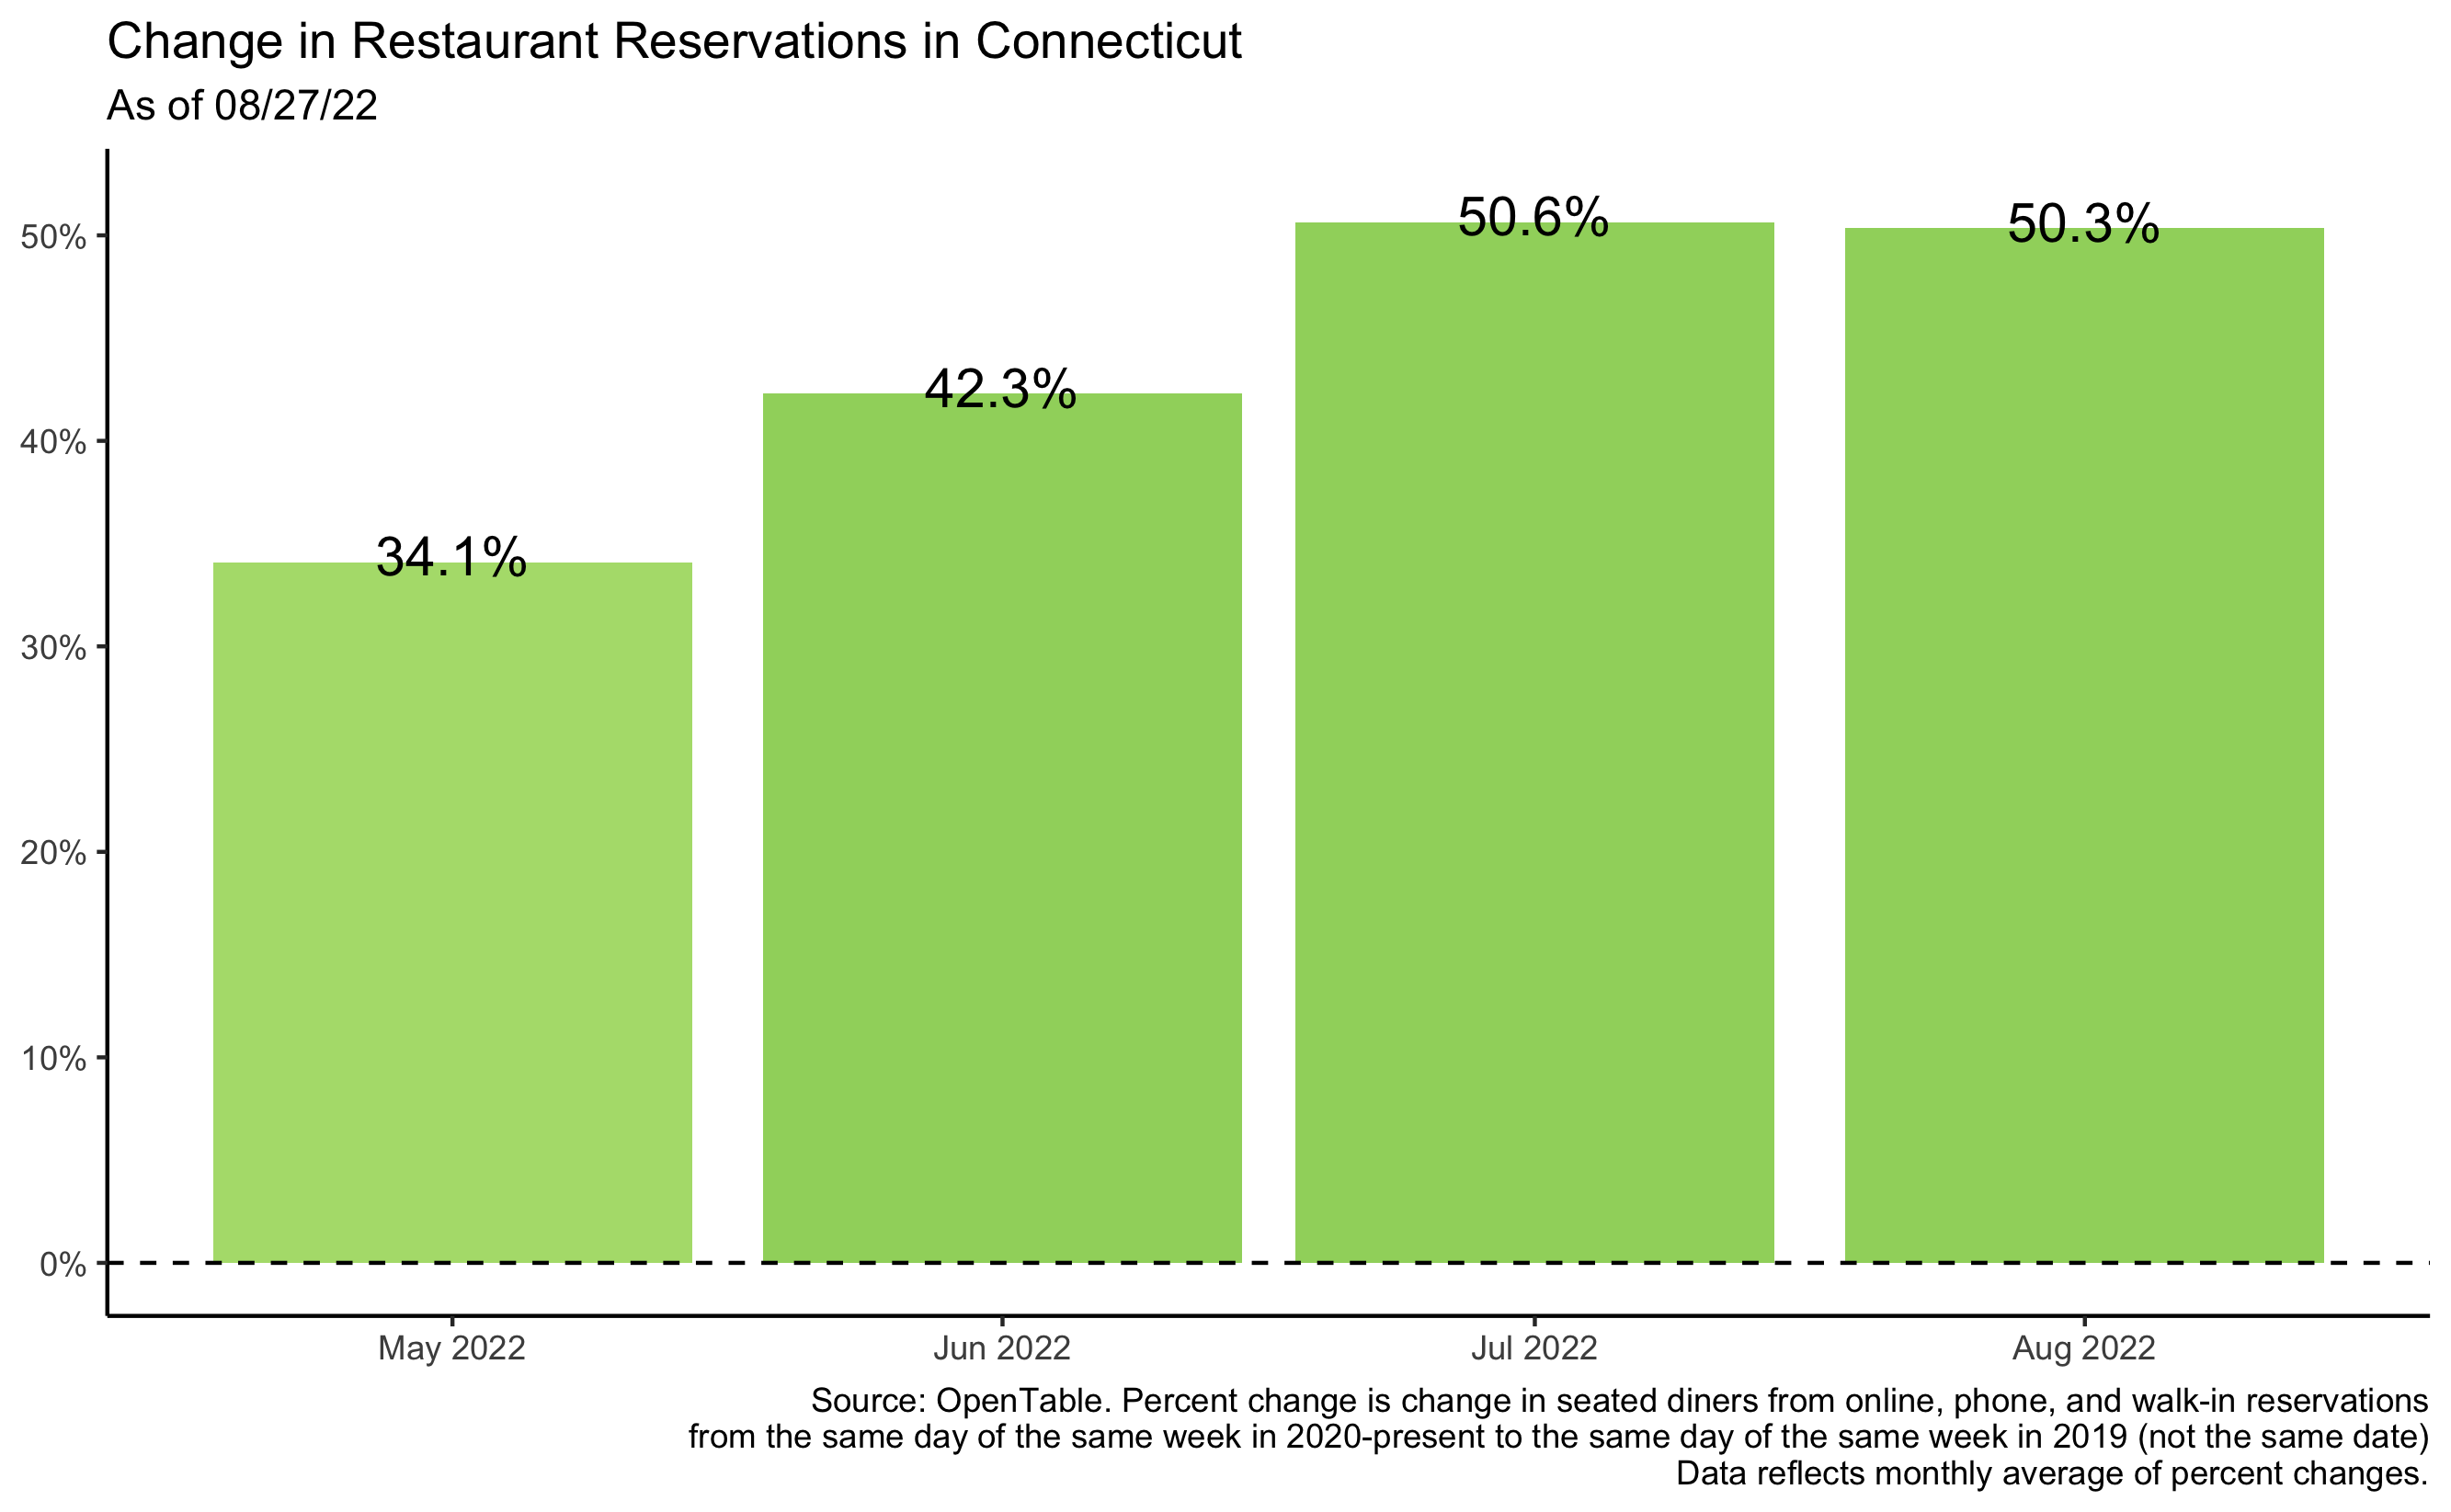 Change in Restaurant Reservations in Connecticut
As of 08/27/22
50%
40%
30%
20%
10%
0%
34.1%
42.3%
50.6%
50.3%
May 2022
Jun 2022
Jul 2022
Aug 2022
Source: OpenTable. Percent change is change in seated diners from online, phone, and walk-in reservations
from the same day of the same week in 2020-present to the same day of the same week in 2019 (not the same date)
Data reflects monthly average of percent changes.